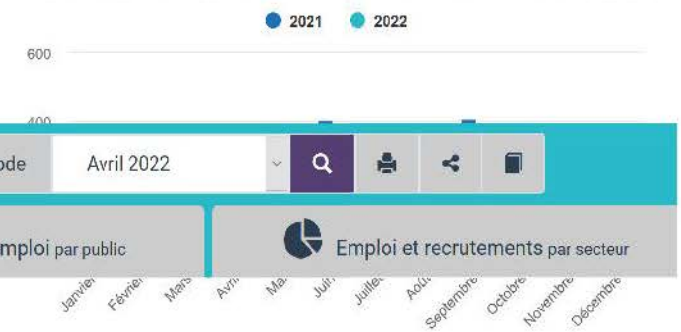 2021 2022
600
400
ode Avril 2022
mploi par public Emploi et recrutements par secteur
Janvier Février Mars Avril Mai Juin Juillet Août Septembre Octobre Novembre Décembre